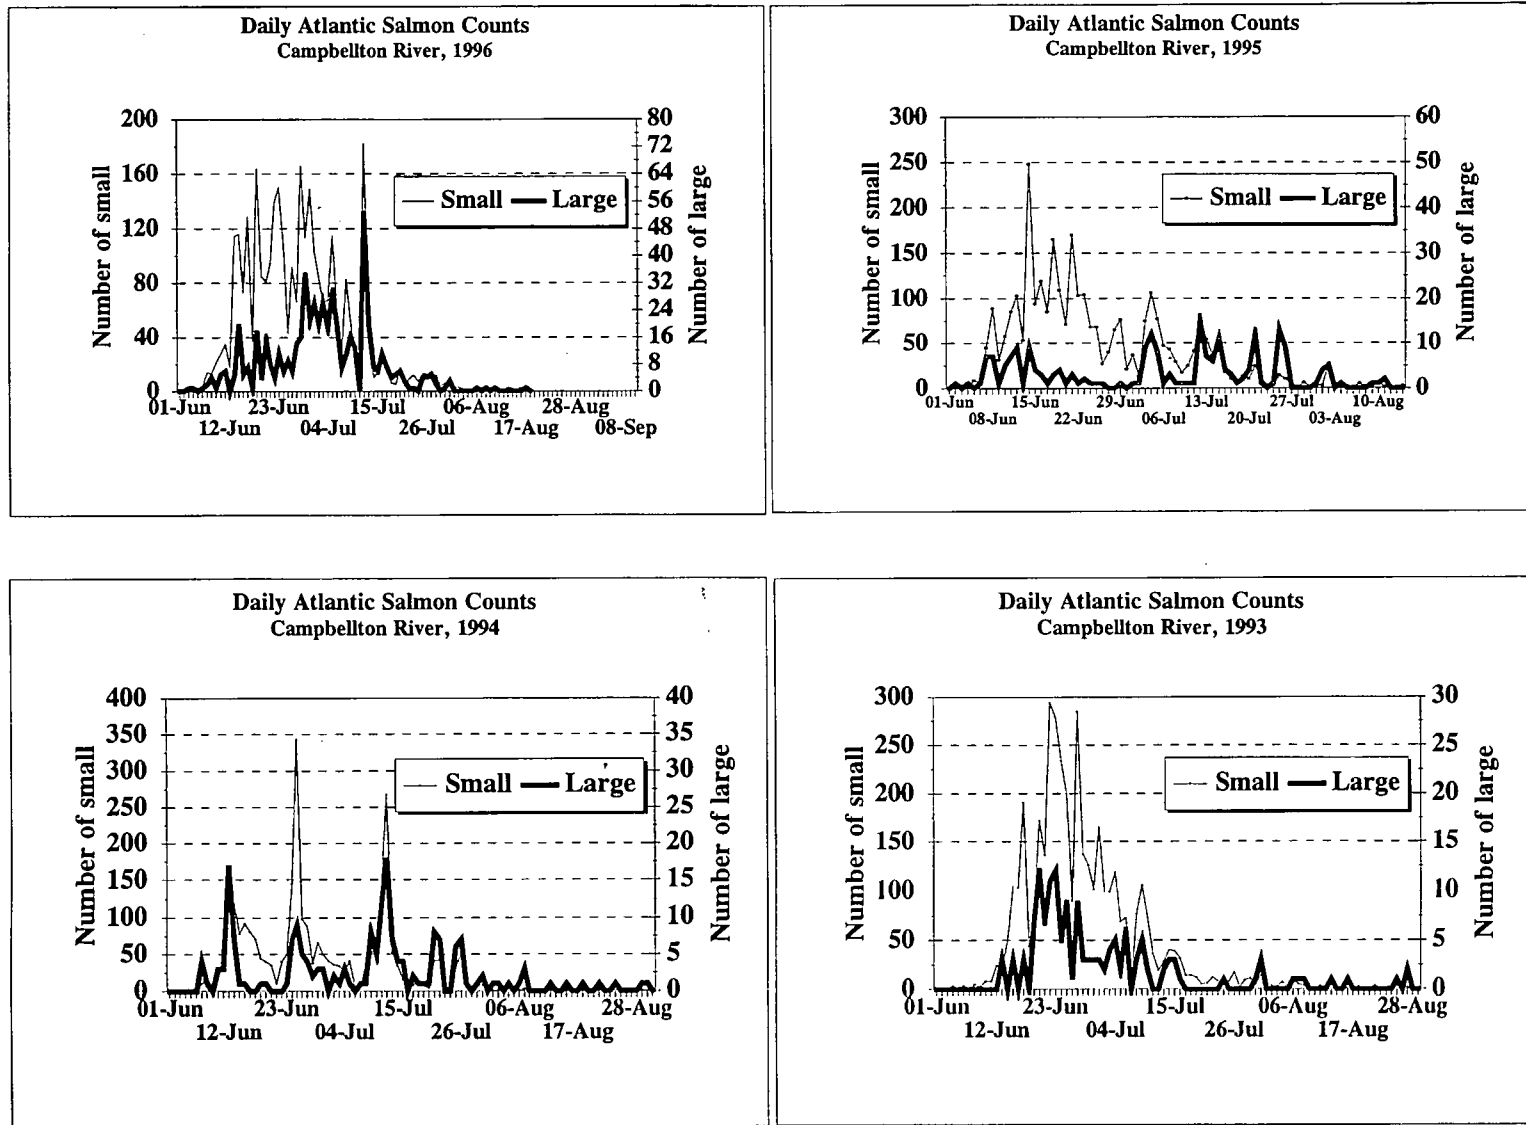 Daily Atlantic Salmon Counts
Campbellton River, 1996
Number of small
200
160
120
80
40
0
80
72
64
56
48
40
32
24
16
8
0
Number of large
Small Large
01-Jun 23-Jun 15-Jul 06-Aug 28-Aug
12-Jun 04-Jul 26-Jul 17-Aug 08-Sep
Daily Atlantic Salmon Counts
Campbellton River, 1995
Number of small
300
250
200
150
100
50
0
60
50
40
30
20
10
0
Number of large
Small Large
01-Jun 15-Jun 29-Jun 13-Jul 27-Jul 10-Aug
08-Jun 22-Jun 06-Jul 20-Jul 03-Aug
Daily Atlantic Salmon Counts
Campbellton River, 1994
Number of small
400
350
300
250
200
150
100
50
0
40
35
30
25
20
15
10
5
0
Number of large
Small Large
01-Jun 23-Jun 15-Jul 06-Aug 28-Aug
12-Jun 04-Jul 26-Jul 17-Aug
Daily Atlantic Salmon Counts
Campbellton River, 1993
Number of small
300
250
200
150
100
50
0
30
25
20
15
10
5
0
Number of large
Small Large
01-Jun 23-Jun 15-Jul 06-Aug 28-Aug
12-Jun 04-Jul 26-Jul 17-Aug